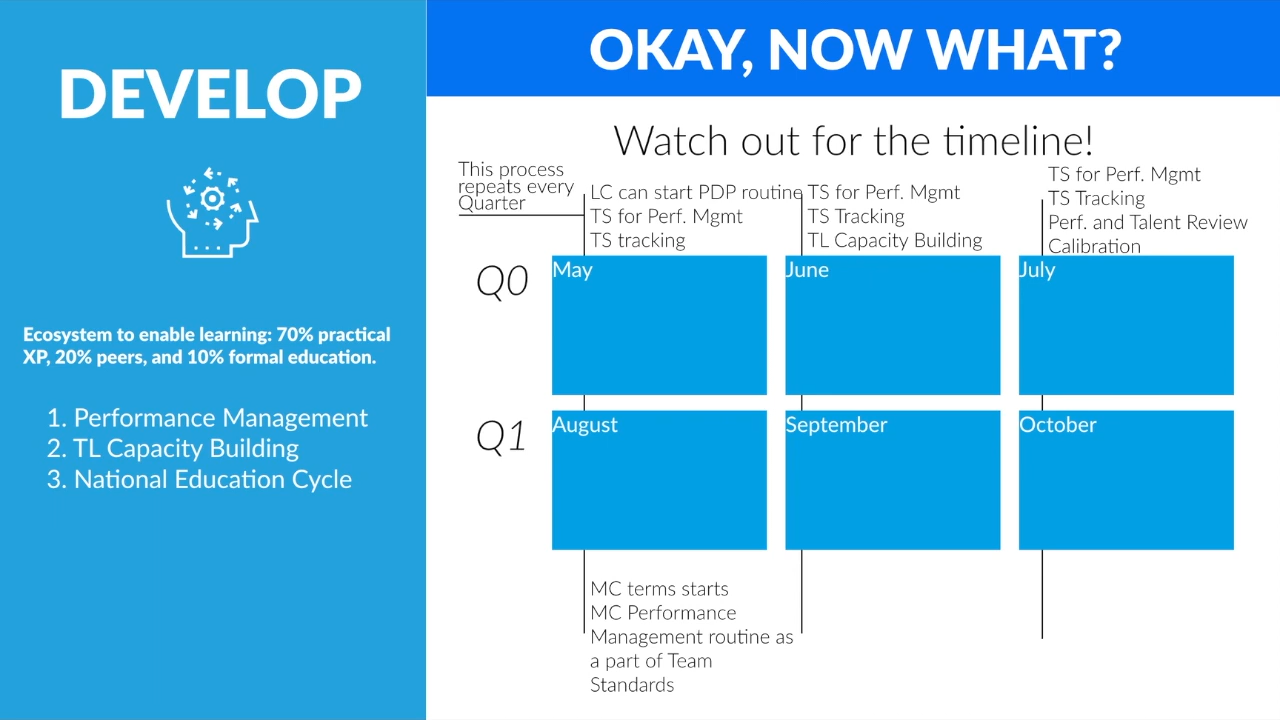 DEVELOP
Ecosystem to enable learning: 70% practical
XP, 20% peers, and 10% formal education.
1. Performance Management
2. TL Capacity Building
3. National Education Cycle
OKAY, NOW WHAT?
Watch out for the timeline!
This process
repeats every
Quarter
LC can start PDP routine
TS for Perf. Mgmt
TS tracking
TS for Perf. Mgmt
TS Tracking
TL Capacity Building
TS for Perf. Mgmt
TS Tracking
Perf. and Talent Review
Calibration
Q0
May
June
July
Q1
August
September
October
MC terms starts
MC Performance
Management routine as
a part of Team
Standards